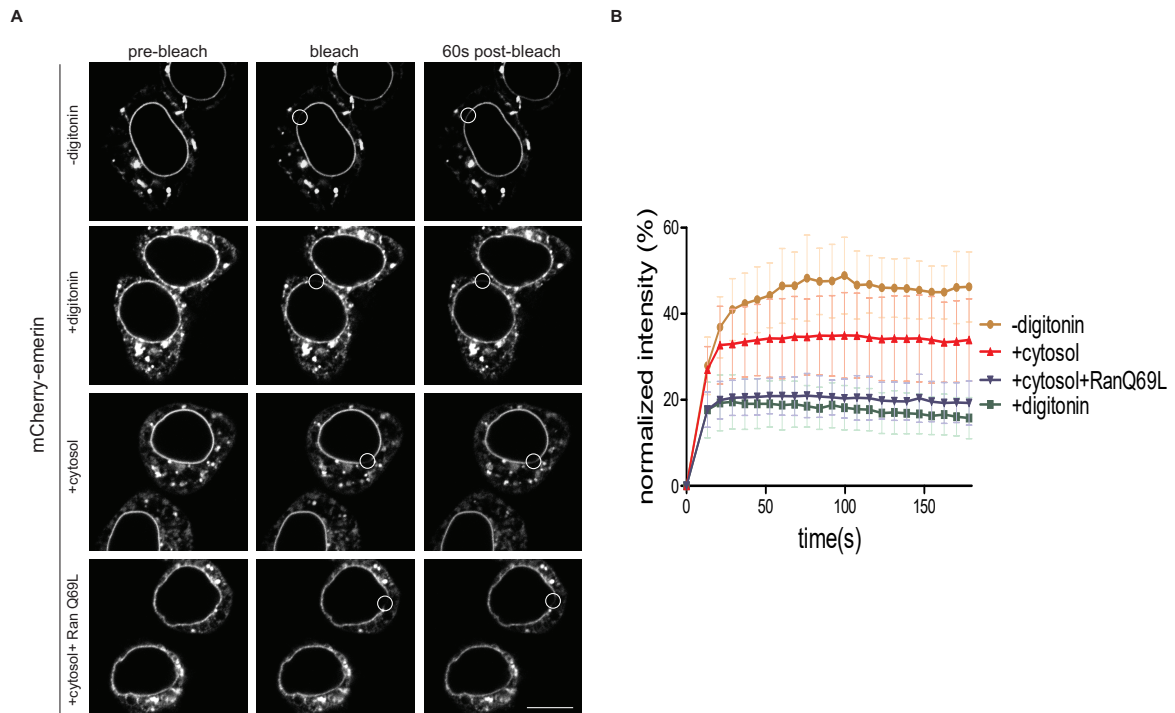 A
pre-bleach
bleach
60s post-bleach
mCherry-emerin
-digitonin
+digitonin
+cytosol
+cytosol+ Ran Q69L
B
normalized intensity (%)
60
40
20
0
0
50
100
150
time(s)
-digitonin
+cytosol
+cytosol+RanQ69L
+digitonin